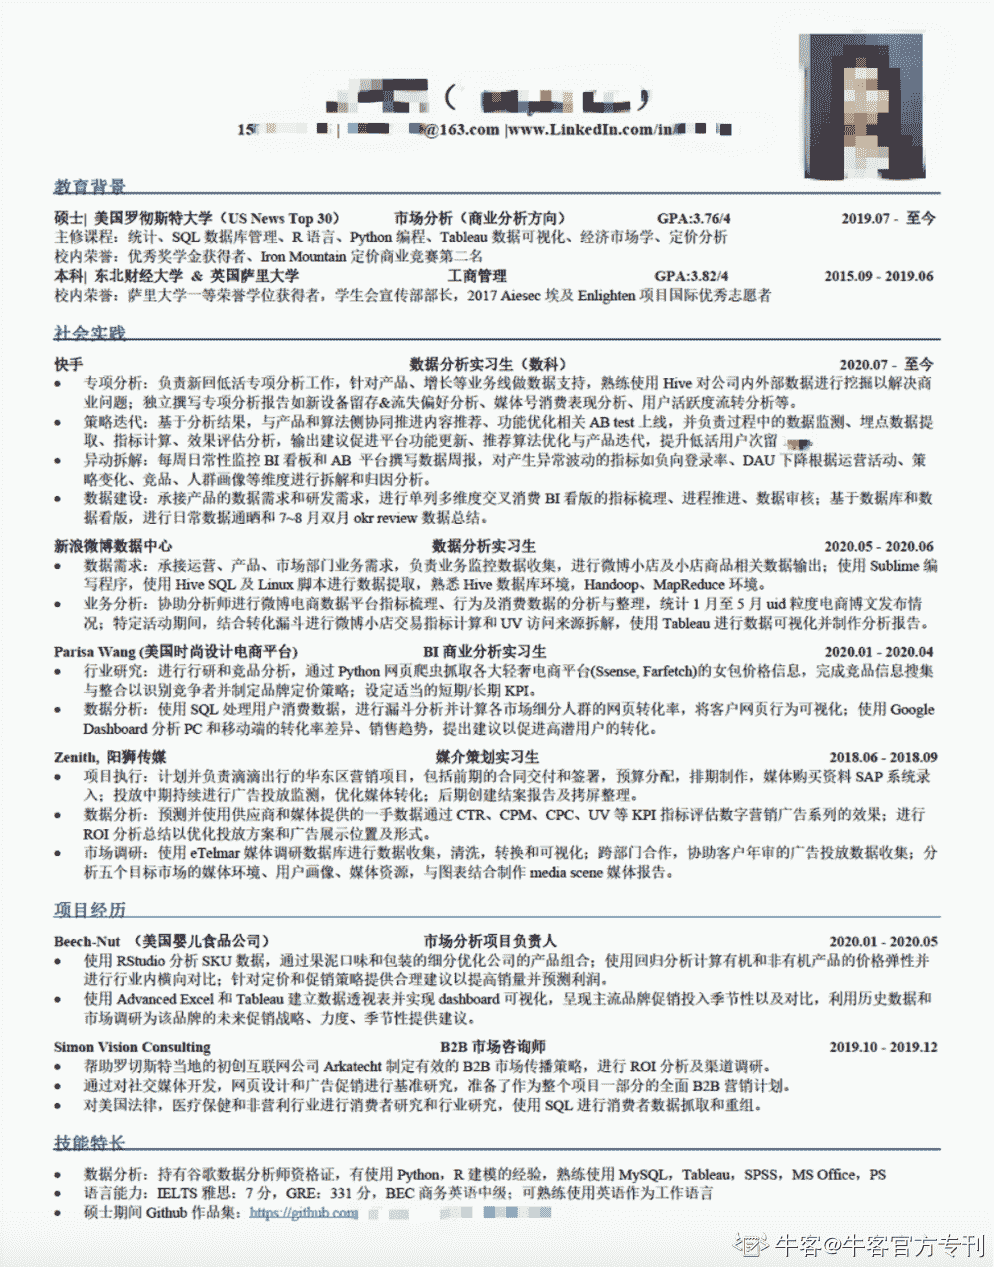 （ ）
15 | @163.com |www.LinkedIn.com/in/
教育背景
硕士| 美国罗彻斯特大学（US News Top 30） 市场分析（商业分析方向） GPA:3.76/4 2019.07 - 至今
主修课程：统计、SQL 数据库管理、R 语言、Python 编程、Tableau 数据可视化、经济市场学、定价分析
校内荣誉：优秀奖学金获得者、Iron Mountain 定价商业竞赛第二名
本科| 东北财经大学 & 英国萨里大学 工商管理 GPA:3.82/4 2015.09 - 2019.06
校内荣誉：萨里大学一等荣誉学位获得者，学生会宣传部部长，2017 Aiesec 埃及 Enlighten 项目国际优秀志愿者
社会实践
快手 数据分析实习生（数科） 2020.07 - 至今
• 专项分析：负责新回低活专项分析工作，针对产品、增长等业务线做数据支持，熟练使用 Hive 对公司内外部数据进行挖掘以解决商
业问题；独立撰写专项分析报告如新设备留存&流失偏好分析、媒体号消费表现分析、用户活跃度流转分析等。
• 策略迭代：基于分析结果，与产品和算法侧协同推进内容推荐、功能优化相关 AB test 上线，并负责过程中的数据监测、埋点数据提
取、指标计算、效果评估分析，输出建议促进平台功能更新、推荐算法优化与产品迭代，提升低活用户次留
• 异动拆解：每周日常性监控 BI 看板和 AB 平台撰写数据周报，对产生异常波动的指标如负向登录率、DAU 下降根据运营活动、策
略变化、竞品、人群画像等维度进行拆解和归因分析。
• 数据建设：承接产品的数据需求和研发需求，进行单列多维度交叉消费 BI 看版的指标梳理、进程推进、数据审核；基于数据库和数
据看版，进行日常数据通晒和 7~8 月双月 okr review 数据总结。
新浪微博数据中心 数据分析实习生 2020.05 - 2020.06
• 数据需求：承接运营、产品、市场部门业务需求，负责业务监控数据收集，进行微博小店及小店商品相关数据输出；使用 Sublime 编
写程序，使用 Hive SQL 及 Linux 脚本进行数据提取，熟悉 Hive 数据库环境，Handoop、MapReduce 环境。
• 业务分析：协助分析师进行微博电商数据平台指标梳理、行为及消费数据的分析与整理，统计 1 月至 5 月 uid 粒度电商博文发布情
况；特定活动期间，结合转化漏斗进行微博小店交易指标计算和 UV 访问来源拆解，使用 Tableau 进行数据可视化并制作分析报告。
Parisa Wang (美国时尚设计电商平台) BI 商业分析实习生 2020.01 - 2020.04
• 行业研究：进行行研和竞品分析，通过 Python 网页爬虫抓取各大轻奢电商平台(Ssense, Farfetch)的女包价格信息，完成竞品信息搜集
与整合以识别竞争者并制定品牌定价策略；设定适当的短期/长期 KPI。
• 数据分析：使用 SQL 处理用户消费数据，进行漏斗分析并计算各市场细分人群的网页转化率，将客户网页行为可视化；使用 Google
Dashboard 分析 PC 和移动端的转化率差异、销售趋势，提出建议以促进高潜用户的转化。
Zenith, 阳狮传媒 媒介策划实习生 2018.06 - 2018.09
• 项目执行：计划并负责滴滴出行的华东区营销项目，包括前期的合同交付和签署，预算分配，排期制作，媒体购买资料 SAP 系统录
入；投放中期持续进行广告投放监测，优化媒体转化；后期创建结案报告及拷屏整理。
• 数据分析：预测并使用供应商和媒体提供的一手数据通过 CTR、CPM、CPC、UV 等 KPI 指标评估数字营销广告系列的效果；进行
ROI 分析总结以优化投放方案和广告展示位置及形式。
• 市场调研：使用 eTelmar 媒体调研数据库进行数据收集，清洗，转换和可视化；跨部门合作，协助客户年审的广告投放数据收集；分
析五个目标市场的媒体环境、用户画像、媒体资源，与图表结合制作 media scene 媒体报告。
项目经历
Beech-Nut （美国婴儿食品公司） 市场分析项目负责人 2020.01 - 2020.05
• 使用 RStudio 分析 SKU 数据，通过果泥口味和包装的细分优化公司的产品组合；使用回归分析计算有机和非有机产品的价格弹性并
进行行业内横向对比；针对定价和促销策略提供合理建议以提高销量并预测利润。
• 使用 Advanced Excel 和 Tableau 建立数据透视表并实现 dashboard 可视化，呈现主流品牌促销投入季节性以及对比，利用历史数据和
市场调研为该品牌的未来促销战略、力度、季节性提供建议。
Simon Vision Consulting B2B 市场咨询师 2019.10 - 2019.12
• 帮助罗切斯特当地的初创互联网公司 Arkatecht 制定有效的 B2B 市场传播策略，进行 ROI 分析及渠道调研。
• 通过对社交媒体开发，网页设计和广告促销进行基准研究，准备了作为整个项目一部分的全面 B2B 营销计划。
• 对美国法律，医疗保健和非营利行业进行消费者研究和行业研究，使用 SQL 进行消费者数据抓取和重组。
技能特长
• 数据分析：持有谷歌数据分析师资格证，有使用 Python，R 建模的经验，熟练使用 MySQL，Tableau，SPSS，MS Office，PS
• 语言能力：IELTS 雅思：7 分，GRE：331 分，BEC 商务英语中级；可熟练使用英语作为工作语言
• 硕士期间 Github 作品集：https://github.com
牛客@牛客官方专刊